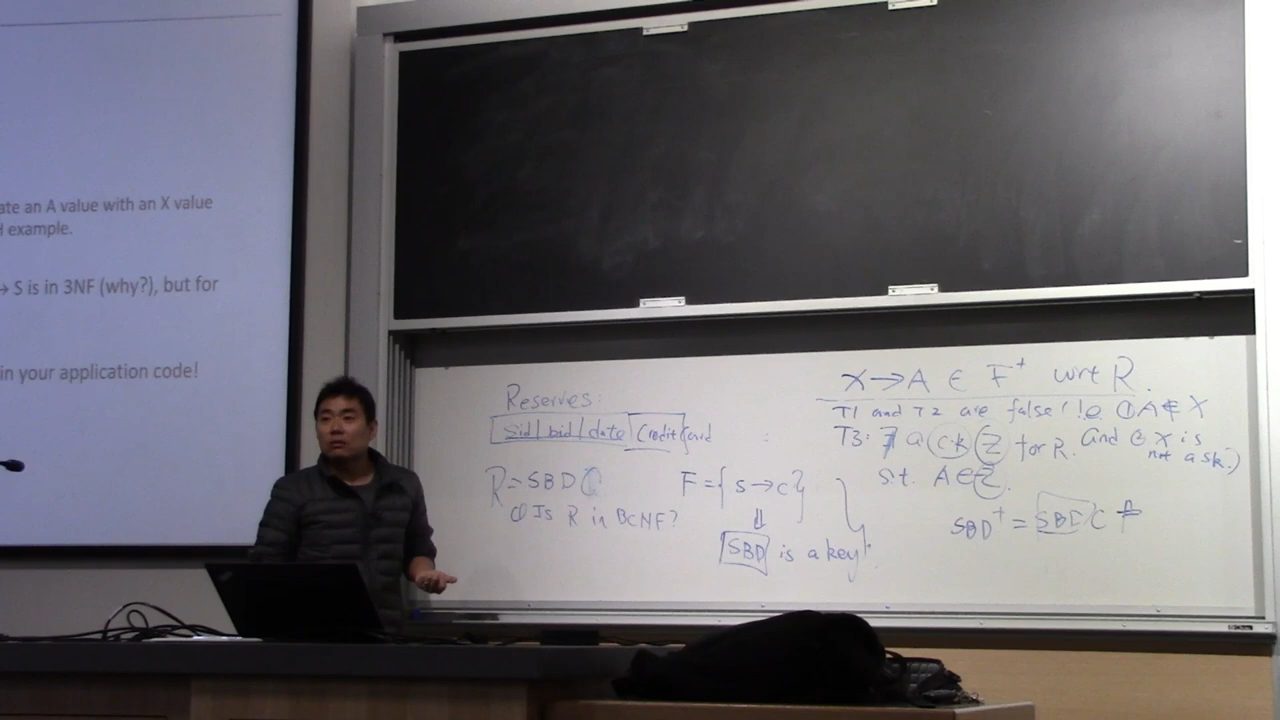 ate an A value with an X value
example.
→ S is in 3NF (why?), but for
in your application code!
Reserves:
Sid | bid | date | Credit Card
R = SBDC
① Is R in BCNF?
F = { S → C }
⇓
SBD is a key
X → A ∈ F⁺ wrt R.
T1 and T2 are false (i.e. ① A ∉ X
T3: ∃ a CK Z for R. and ② X is
not a sk.)
s.t. A ∈ Z.
SBD⁺ = SBDC